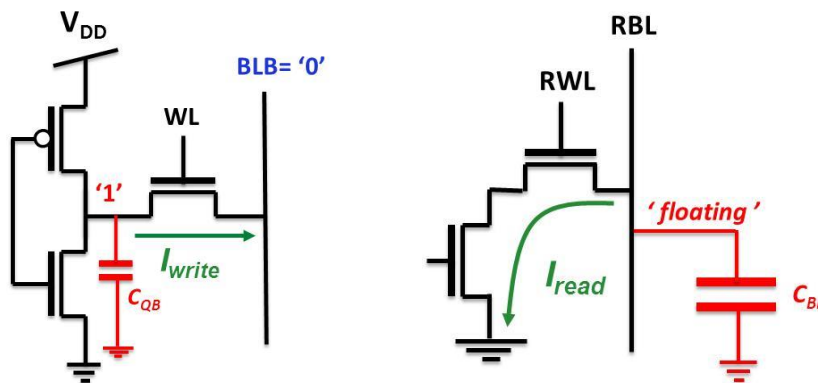 VDD
BLB= ‘0’
WL
‘1’
Iwrite
CQB
RBL
RWL
‘ floating ’
Iread